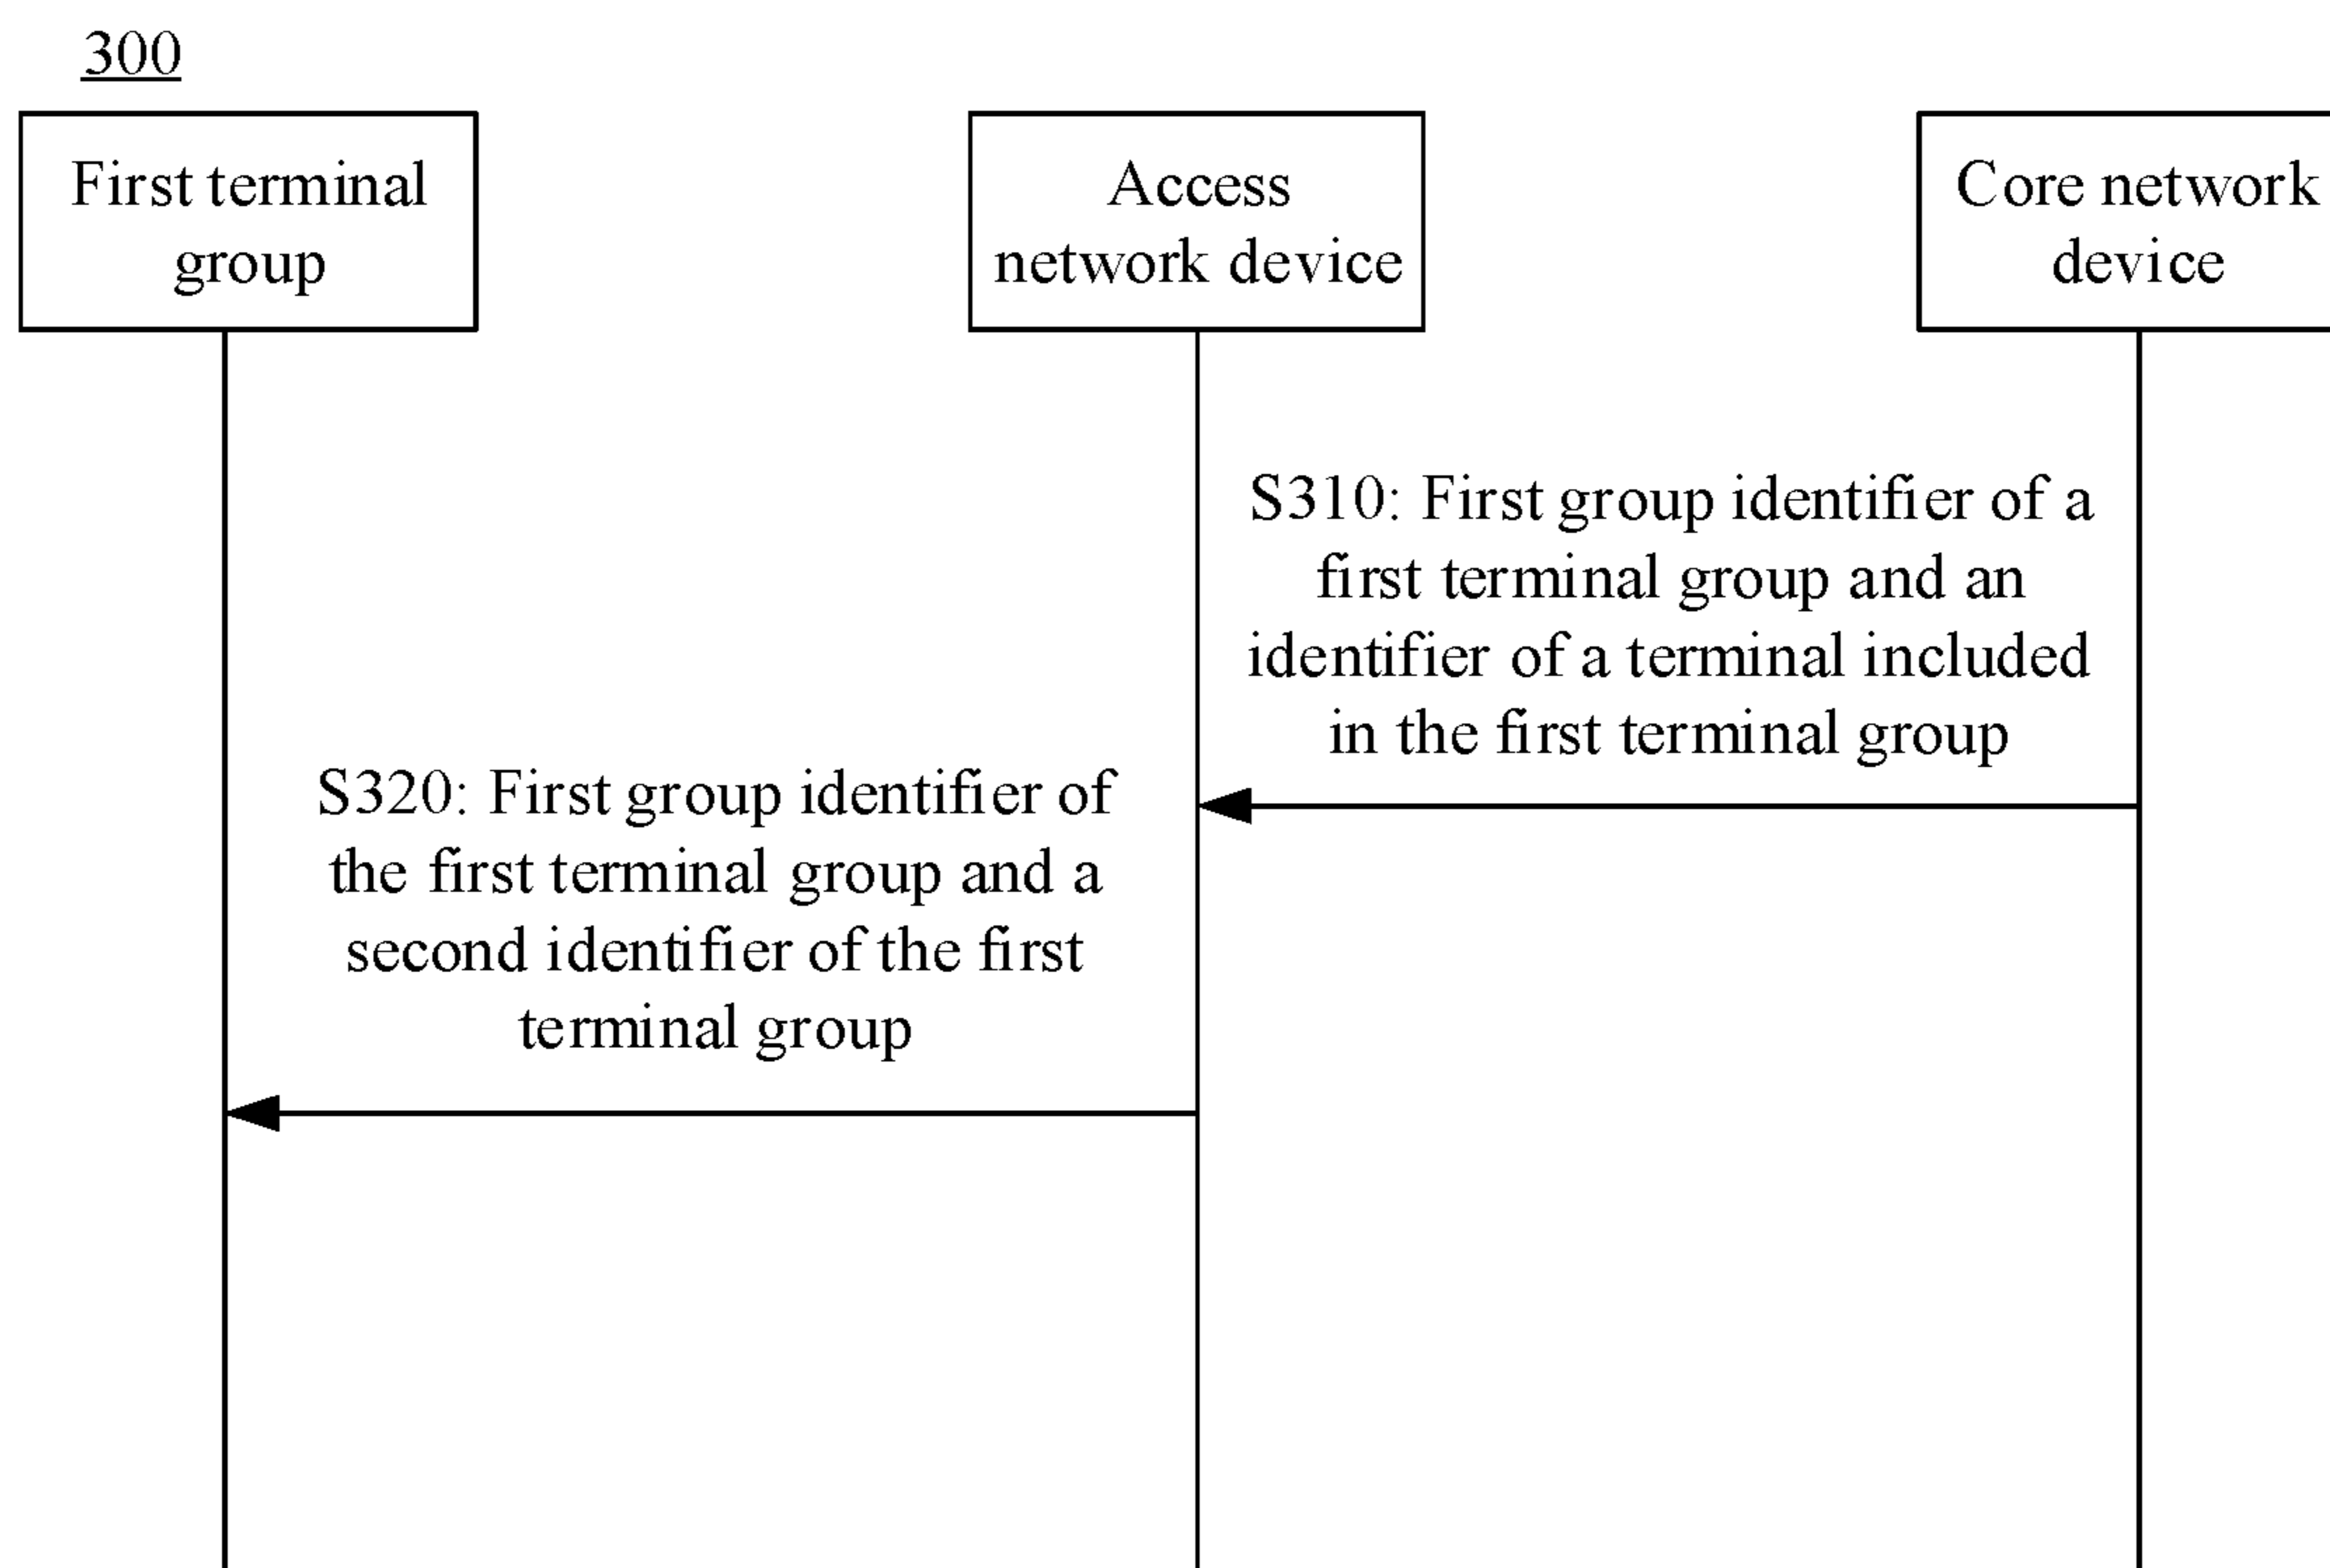 300
First terminal
group
Access
network device
Core network
device
S310: First group identifier of a
first terminal group and an
identifier of a terminal included
in the first terminal group
S320: First group identifier of
the first terminal group and a
second identifier of the first
terminal group